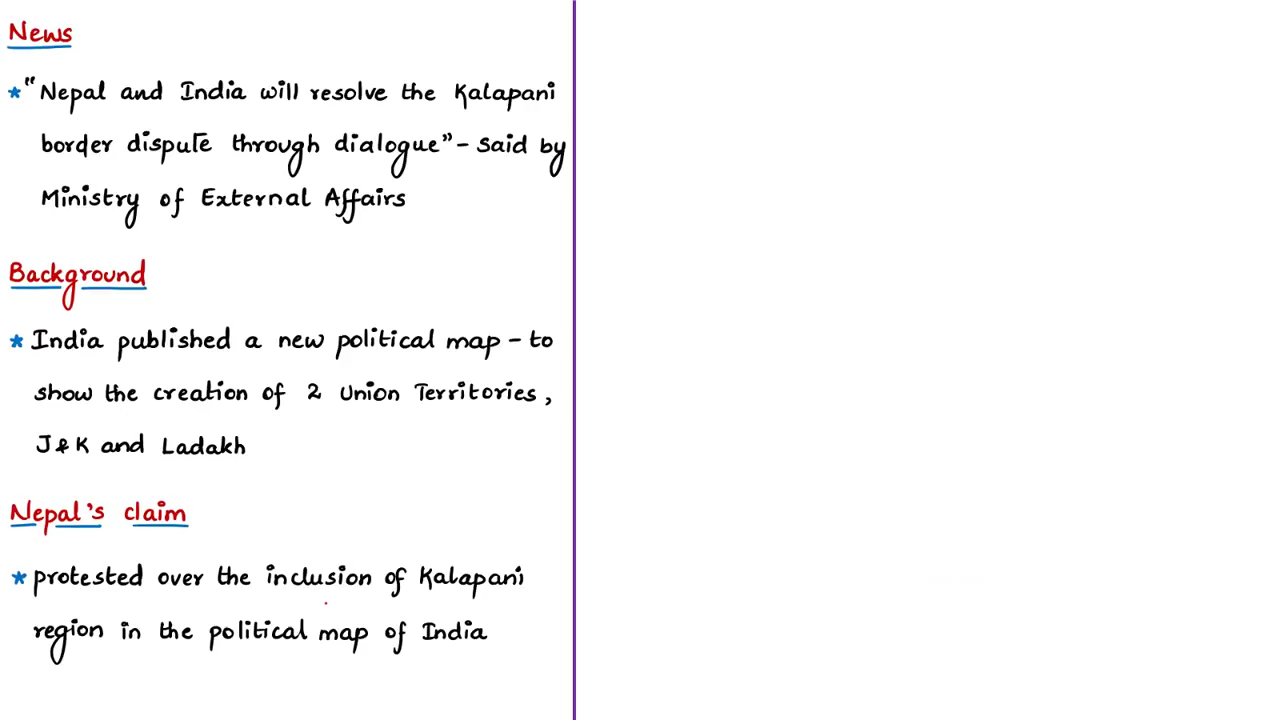 News
* "Nepal and India will resolve the Kalapani
border dispute through dialogue" - said by
Ministry of External Affairs
Background
* India published a new political map - to
show the creation of 2 Union Territories,
J&K and Ladakh
Nepal's claim
* protested over the inclusion of Kalapani
region in the political map of India